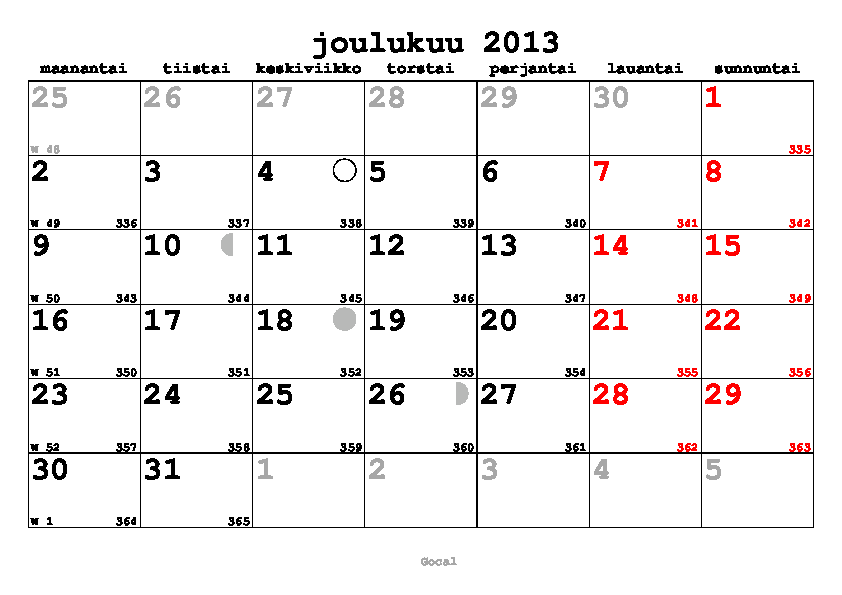 joulukuu 2013
maanantai tiistai keskiviikko torstai perjantai lauantai sunnuntai
25 26 27 28 29 30 1
W 48 335
2 3 4 5 6 7 8
W 49 336 337 338 339 340 341 342
9 10 11 12 13 14 15
W 50 343 344 345 346 347 348 349
16 17 18 19 20 21 22
W 51 350 351 352 353 354 355 356
23 24 25 26 27 28 29
W 52 357 358 359 360 361 362 363
30 31 1 2 3 4 5
W 1 364 365
Gocal